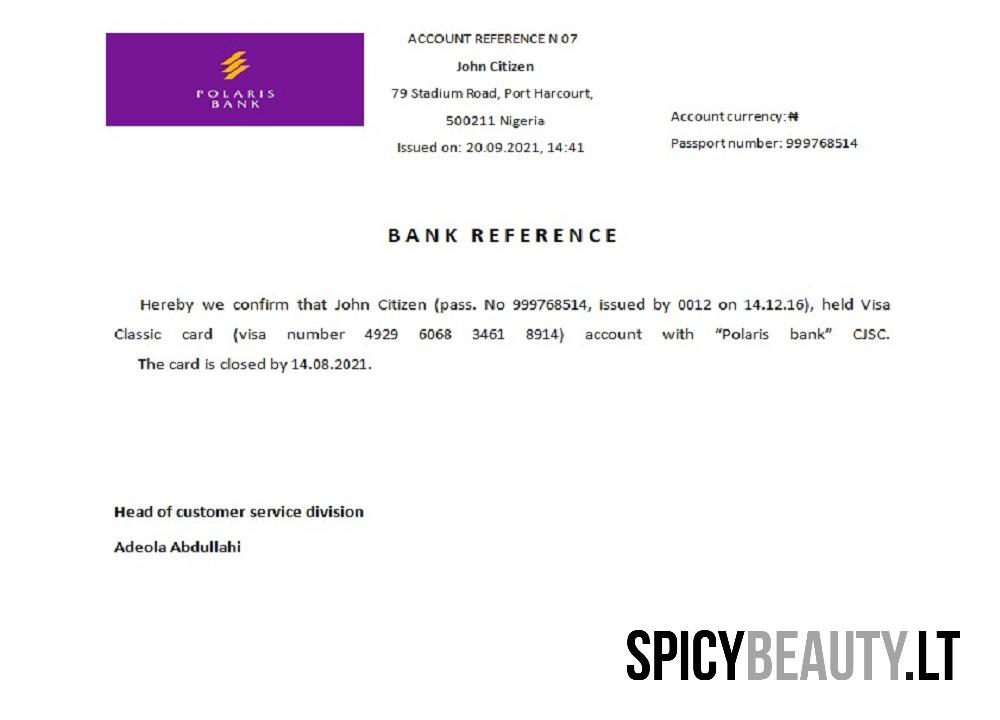 POLARIS
BANK
ACCOUNT REFERENCE N 07
John Citizen
79 Stadium Road, Port Harcourt,
500211 Nigeria
Issued on: 20.09.2021, 14:41
Account currency: ₦
Passport number: 999768514
BANK REFERENCE
Hereby we confirm that John Citizen (pass. No 999768514, issued by 0012 on 14.12.16), held Visa
Classic card (visa number 4929 6068 3461 8914) account with “Polaris bank” CJSC.
The card is closed by 14.08.2021.
Head of customer service division
Adeola Abdullahi
SPICYBEAUTY.LT